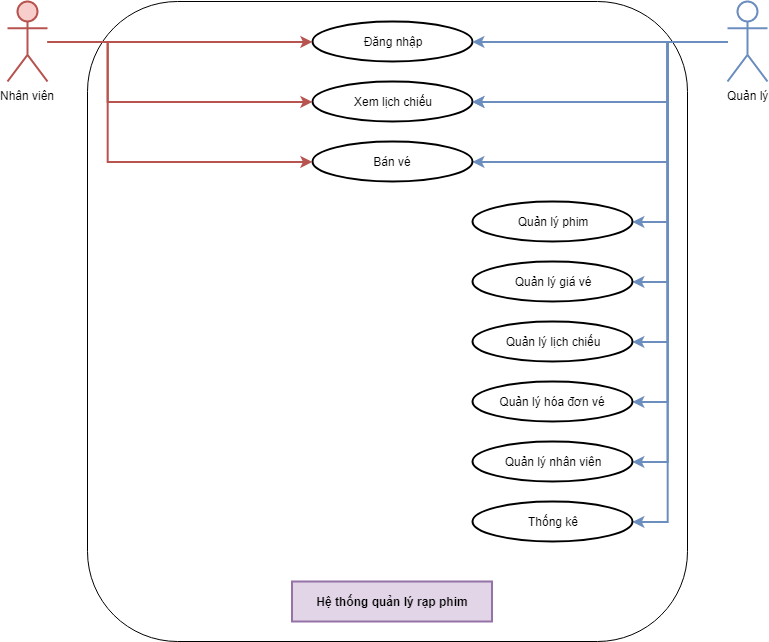 Đăng nhập
Xem lịch chiếu
Nhân viên
Quản lý
Bán vé
Quản lý phim
Quản lý giá vé
Quản lý lịch chiếu
Quản lý hóa đơn vé
Quản lý nhân viên
Thống kê
Hệ thống quản lý rạp phim